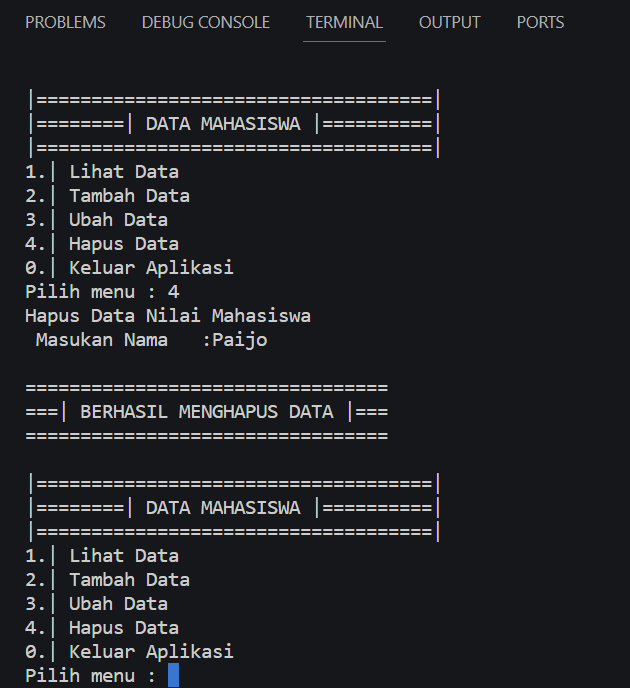 PROBLEMS DEBUG CONSOLE TERMINAL OUTPUT PORTS
|====================================|
|========| DATA MAHASISWA |==========|
|====================================|
1.| Lihat Data
2.| Tambah Data
3.| Ubah Data
4.| Hapus Data
0.| Keluar Aplikasi
Pilih menu : 4
Hapus Data Nilai Mahasiswa
 Masukan Nama   :Paijo
=================================
===| BERHASIL MENGHAPUS DATA |===
=================================
|====================================|
|========| DATA MAHASISWA |==========|
|====================================|
1.| Lihat Data
2.| Tambah Data
3.| Ubah Data
4.| Hapus Data
0.| Keluar Aplikasi
Pilih menu :